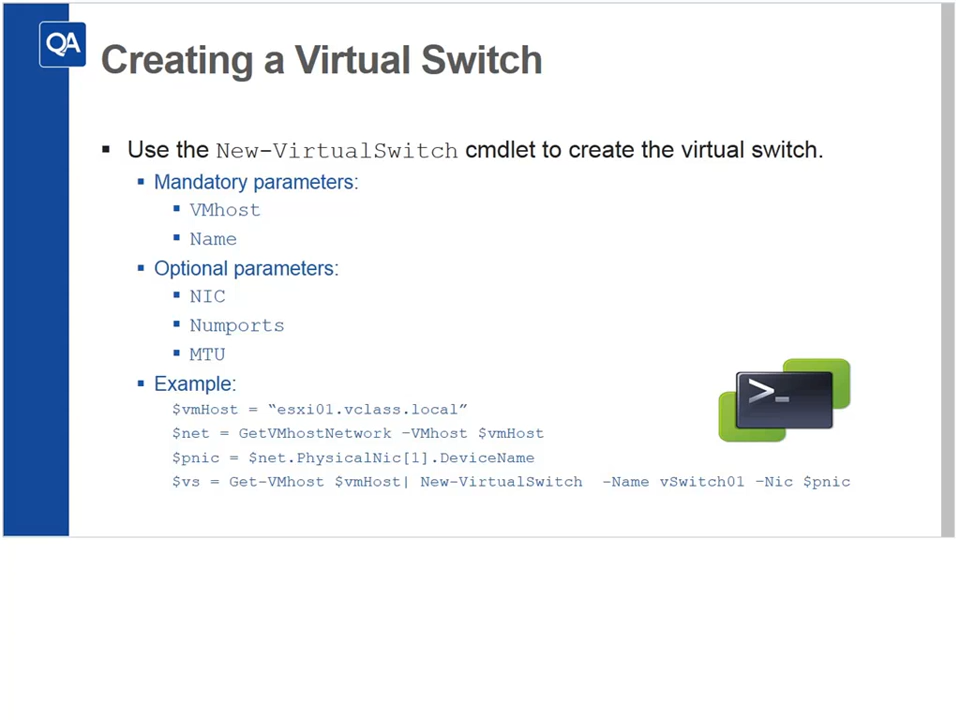 QA
Creating a Virtual Switch
▪ Use the New-VirtualSwitch cmdlet to create the virtual switch.
▪ Mandatory parameters:
▪ VMhost
▪ Name
▪ Optional parameters:
▪ NIC
▪ Numports
▪ MTU
▪ Example:
$vmHost = “esxi01.vclass.local”
$net = GetVMhostNetwork –VMhost $vmHost
$pnic = $net.PhysicalNic[1].DeviceName
$vs = Get-VMhost $vmHost| New-VirtualSwitch –Name vSwitch01 –Nic $pnic
>_